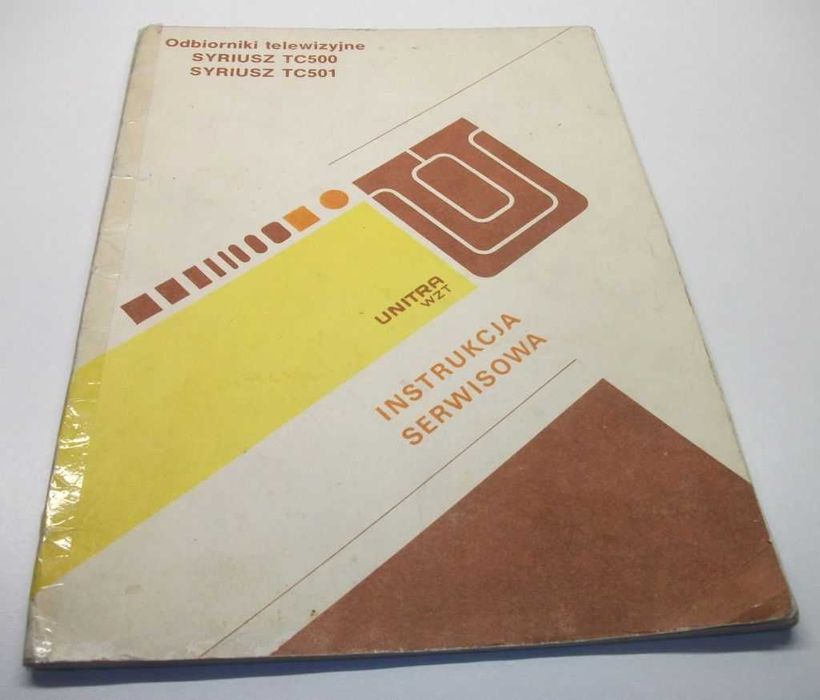 Odbiorniki telewizyjne
SYRIUSZ TC500
SYRIUSZ TC501
UNITRA
WZT
INSTRUKCJA
SERWISOWA